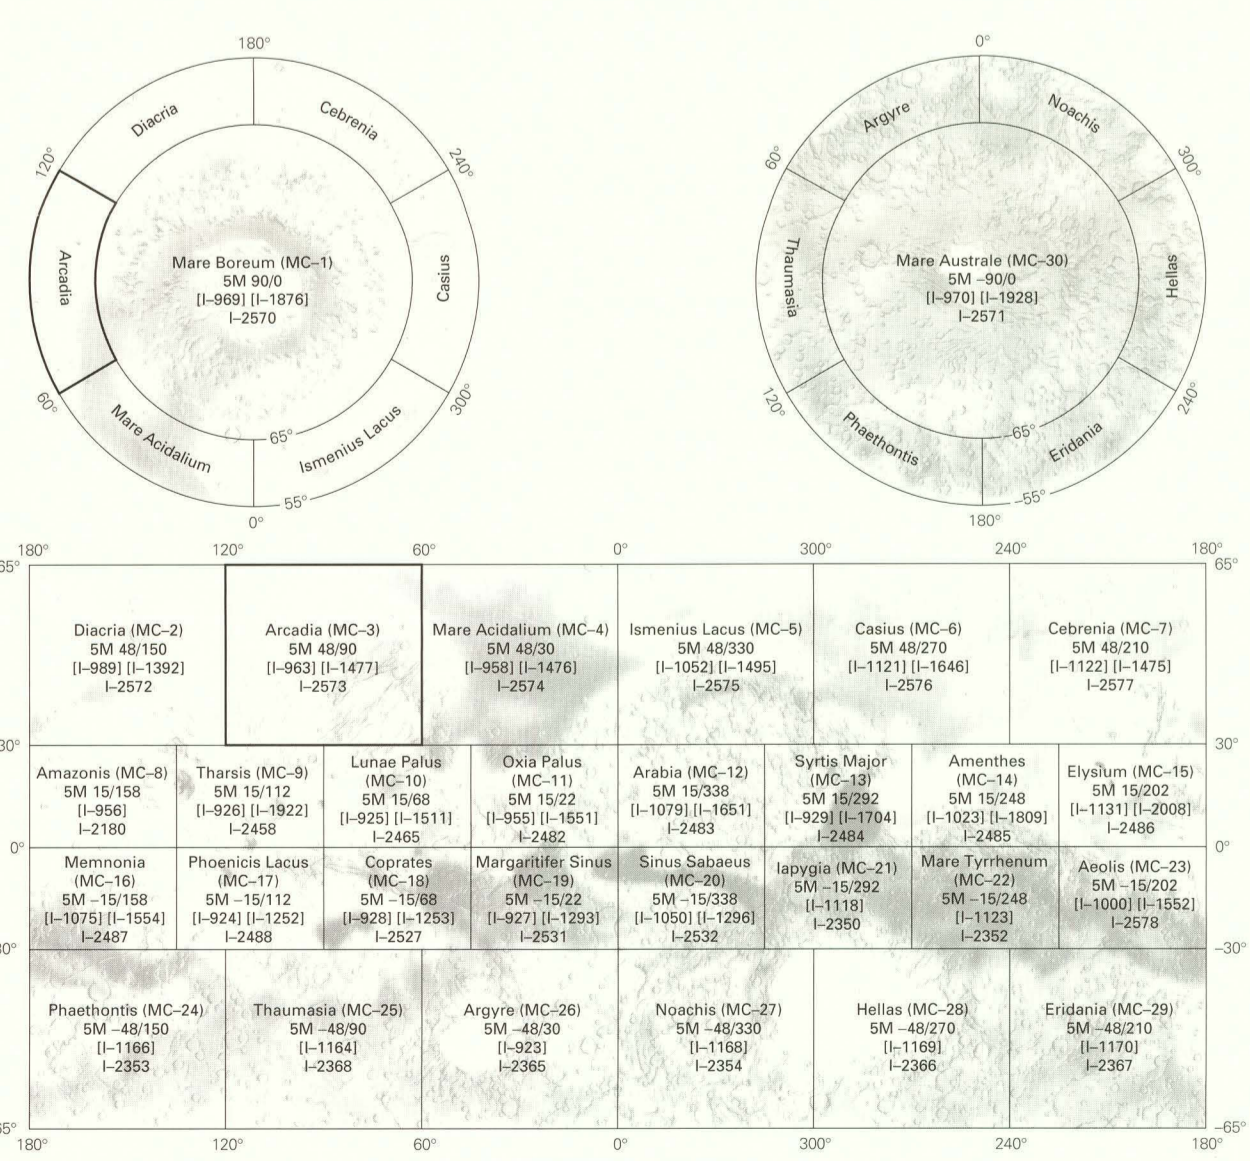 180°
Diacria
Cebrenia
120°
240°
Arcadia
Mare Boreum (MC–1)
5M 90/0
[I–969] [I–1876]
I–2570
Casius
60°
300°
Mare Acidalium
65°
Ismenius Lacus
55°
0°
0°
Argyre
Noachis
60°
300°
Thaumasia
Mare Australe (MC–30)
5M –90/0
[I–970] [I–1928]
I–2571
Hellas
120°
240°
Phaethontis
–65°
Eridania
–55°
180°
180° 120° 60° 0° 300° 240° 180°
65° 65°
Diacria (MC–2)
5M 48/150
[I–989] [I–1392]
I–2572
Arcadia (MC–3)
5M 48/90
[I–963] [I–1477]
I–2573
Mare Acidalium (MC–4)
5M 48/30
[I–958] [I–1476]
I–2574
Ismenius Lacus (MC–5)
5M 48/330
[I–1052] [I–1495]
I–2575
Casius (MC–6)
5M 48/270
[I–1121] [I–1646]
I–2576
Cebrenia (MC–7)
5M 48/210
[I–1122] [I–1475]
I–2577
30° 30°
Amazonis (MC–8)
5M 15/158
[I–956]
I–2180
Tharsis (MC–9)
5M 15/112
[I–926] [I–1922]
I–2458
Lunae Palus
(MC–10)
5M 15/68
[I–925] [I–1511]
I–2465
Oxia Palus
(MC–11)
5M 15/22
[I–955] [I–1551]
I–2482
Arabia (MC–12)
5M 15/338
[I–1079] [I–1651]
I–2483
Syrtis Major
(MC–13)
5M 15/292
[I–929] [I–1704]
I–2484
Amenthes
(MC–14)
5M 15/248
[I–1023] [I–1809]
I–2485
Elysium (MC–15)
5M 15/202
[I–1131] [I–2008]
I–2486
0° 0°
Memnonia
(MC–16)
5M –15/158
[I–1075] [I–1554]
I–2487
Phoenicis Lacus
(MC–17)
5M –15/112
[I–924] [I–1252]
I–2488
Coprates
(MC–18)
5M –15/68
[I–928] [I–1253]
I–2527
Margaritifer Sinus
(MC–19)
5M –15/22
[I–927] [I–1293]
I–2531
Sinus Sabaeus
(MC–20)
5M –15/338
[I–1050] [I–1296]
I–2532
Iapygia (MC–21)
5M –15/292
[I–1118]
I–2350
Mare Tyrrhenum
(MC–22)
5M –15/248
[I–1123]
I–2352
Aeolis (MC–23)
5M –15/202
[I–1000] [I–1552]
I–2578
30° –30°
Phaethontis (MC–24)
5M –48/150
[I–1166]
I–2353
Thaumasia (MC–25)
5M –48/90
[I–1164]
I–2368
Argyre (MC–26)
5M –48/30
[I–923]
I–2365
Noachis (MC–27)
5M –48/330
[I–1168]
I–2354
Hellas (MC–28)
5M –48/270
[I–1169]
I–2366
Eridania (MC–29)
5M –48/210
[I–1170]
I–2367
65° –65°
180° 120° 60° 0° 300° 240° 180°